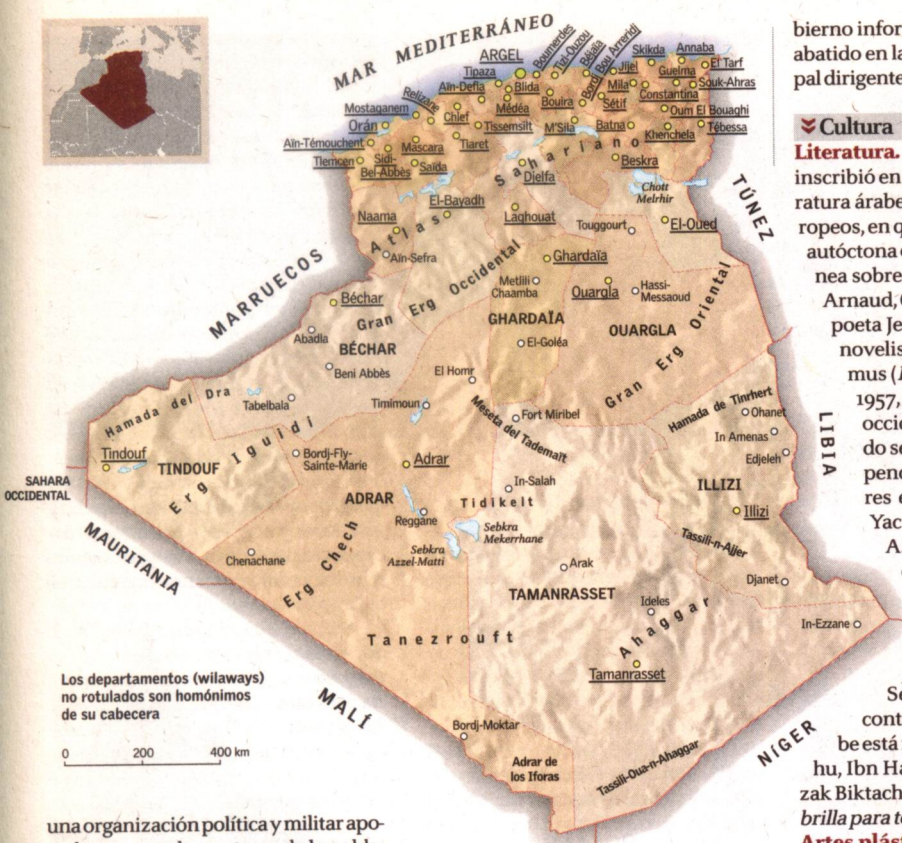 MAR MEDITERRÁNEO
ARGEL
Boumerdes
Tizi-Ouzou
Béjaïa
Bordj Bou Arreridj
Jijel
Skikda
Annaba
El Tarf
Tipaza
Blida
Mila
Guelma
Souk-Ahras
Aïn-Defla
Médéa
Bouira
Sétif
Constantina
Relizane
Mostaganem
Chlef
Oum El Bouaghi
Orán
Tissemsilt
M'Sila
Batna
Khenchela
Tébessa
Aïn-Témouchent
Mascara
Tiaret
Tlemcen
Sidi-
Bel-Abbès
Saïda
Beskra
Djelfa
Atlas Sahariano
Chott
Melrhir
TÚNEZ
El-Bayadh
Naama
Laghouat
Touggourt
El-Oued
Aïn-Sefra
MARRUECOS
Ghardaïa
Metlili
Chaamba
Ouargla
Hassi-
Messaoud
Béchar
Gran Erg Occidental
GHARDAÏA
OUARGLA
Gran Erg Oriental
Abadla
BÉCHAR
El-Goléa
Beni Abbès
El Homr
Hamada del Dra
Tabelbala
Timimoun
Meseta del Tademaït
Fort Miribel
Hamada de Tinrhert
Ohanet
In Amenas
Edjeleh
LIBIA
Tindouf
TINDOUF
Erg Iguidi
Bordj-Fly-
Sainte-Marie
Adrar
ADRAR
In-Salah
Tidikelt
ILLIZI
Illizi
SAHARA
OCCIDENTAL
Reggane
Sebkra
Mekerrhane
Sebkra
Azzel-Matti
Tassili-n-Ajjer
MAURITANIA
Chenachane
Erg Chech
Arak
Djanet
TAMANRASSET
Ideles
Ahaggar
In-Ezzane
Tanezrouft
Tamanrasset
Los departamentos (wilaways)
no rotulados son homónimos
de su cabecera
0 200 400 km
MALÍ
Bordj-Moktar
Adrar de
los Iforas
Tassili-Oua-n-Ahaggar
NÍGER
una organización política y militar apo-
bierno infor
abatido en la
pal dirigente
Cultura
Literatura.
inscribió en
ratura árabe
ropeos, en q
autóctona
nea sobre
Arnaud,
poeta Je
novelis
mus (
1957,
occi
do se
pen
res e
Yac
A
Se
cont
be está
hu, Ibn Ha
zak Biktach
brilla para t
Artes plás